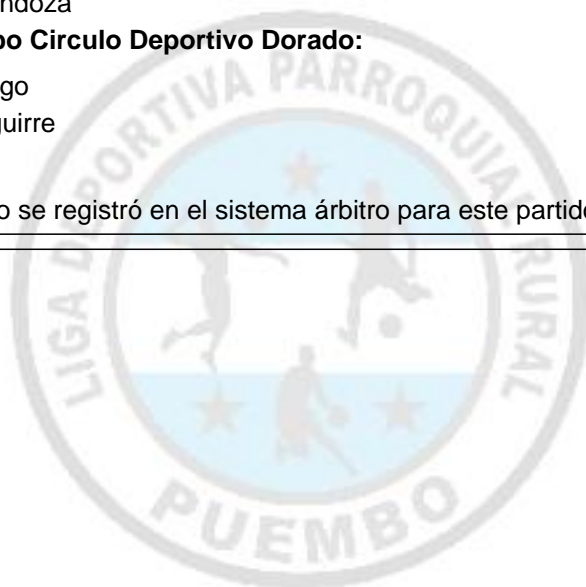 ndoza
po Circulo Deportivo Dorado:
go
guirre
o se registró en el sistema árbitro para este partido
LIGA DEPORTIVA PARROQUIAL RURAL
PUEMBO